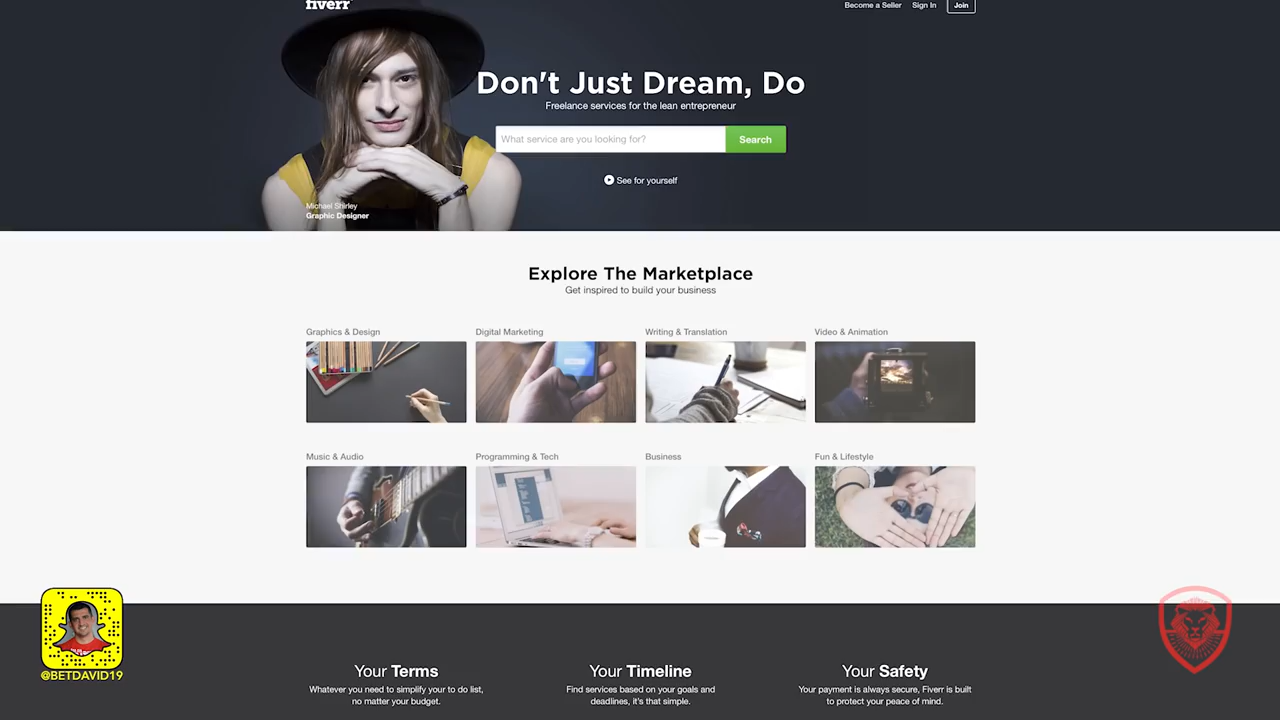 fiverr
Become a Seller Sign In Join
Don't Just Dream, Do
Freelance services for the lean entrepreneur
What service are you looking for? Search
See for yourself
Michael Shirley
Graphic Designer
Explore The Marketplace
Get inspired to build your business
Graphics & Design Digital Marketing Writing & Translation Video & Animation
Music & Audio Programming & Tech Business Fun & Lifestyle
@BETDAVID19
Your Terms Your Timeline Your Safety
Whatever you need to simplify your to do list, Find services based on your goals and Your payment is always secure, Fiverr is built
no matter your budget. deadlines, it's that simple. to protect your peace of mind.